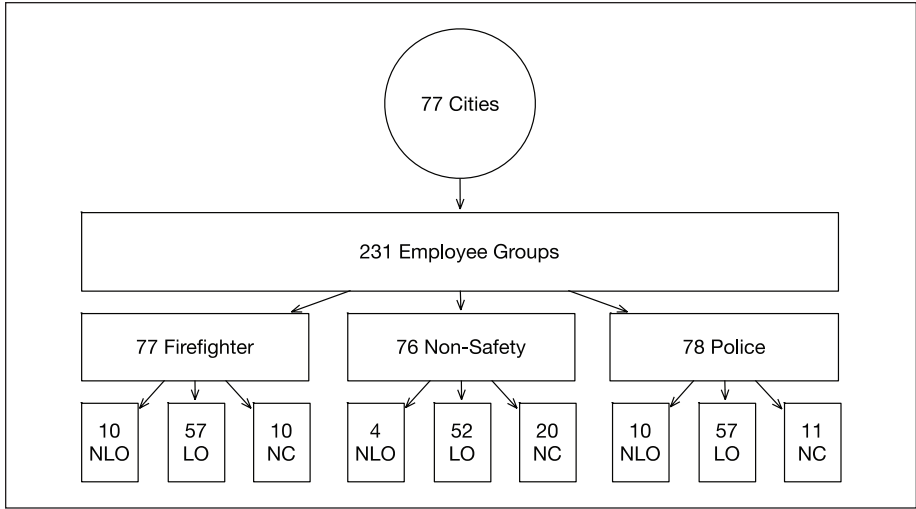 77 Cities
231 Employee Groups
77 Firefighter
76 Non-Safety
78 Police
10
NLO
57
LO
10
NC
4
NLO
52
LO
20
NC
10
NLO
57
LO
11
NC